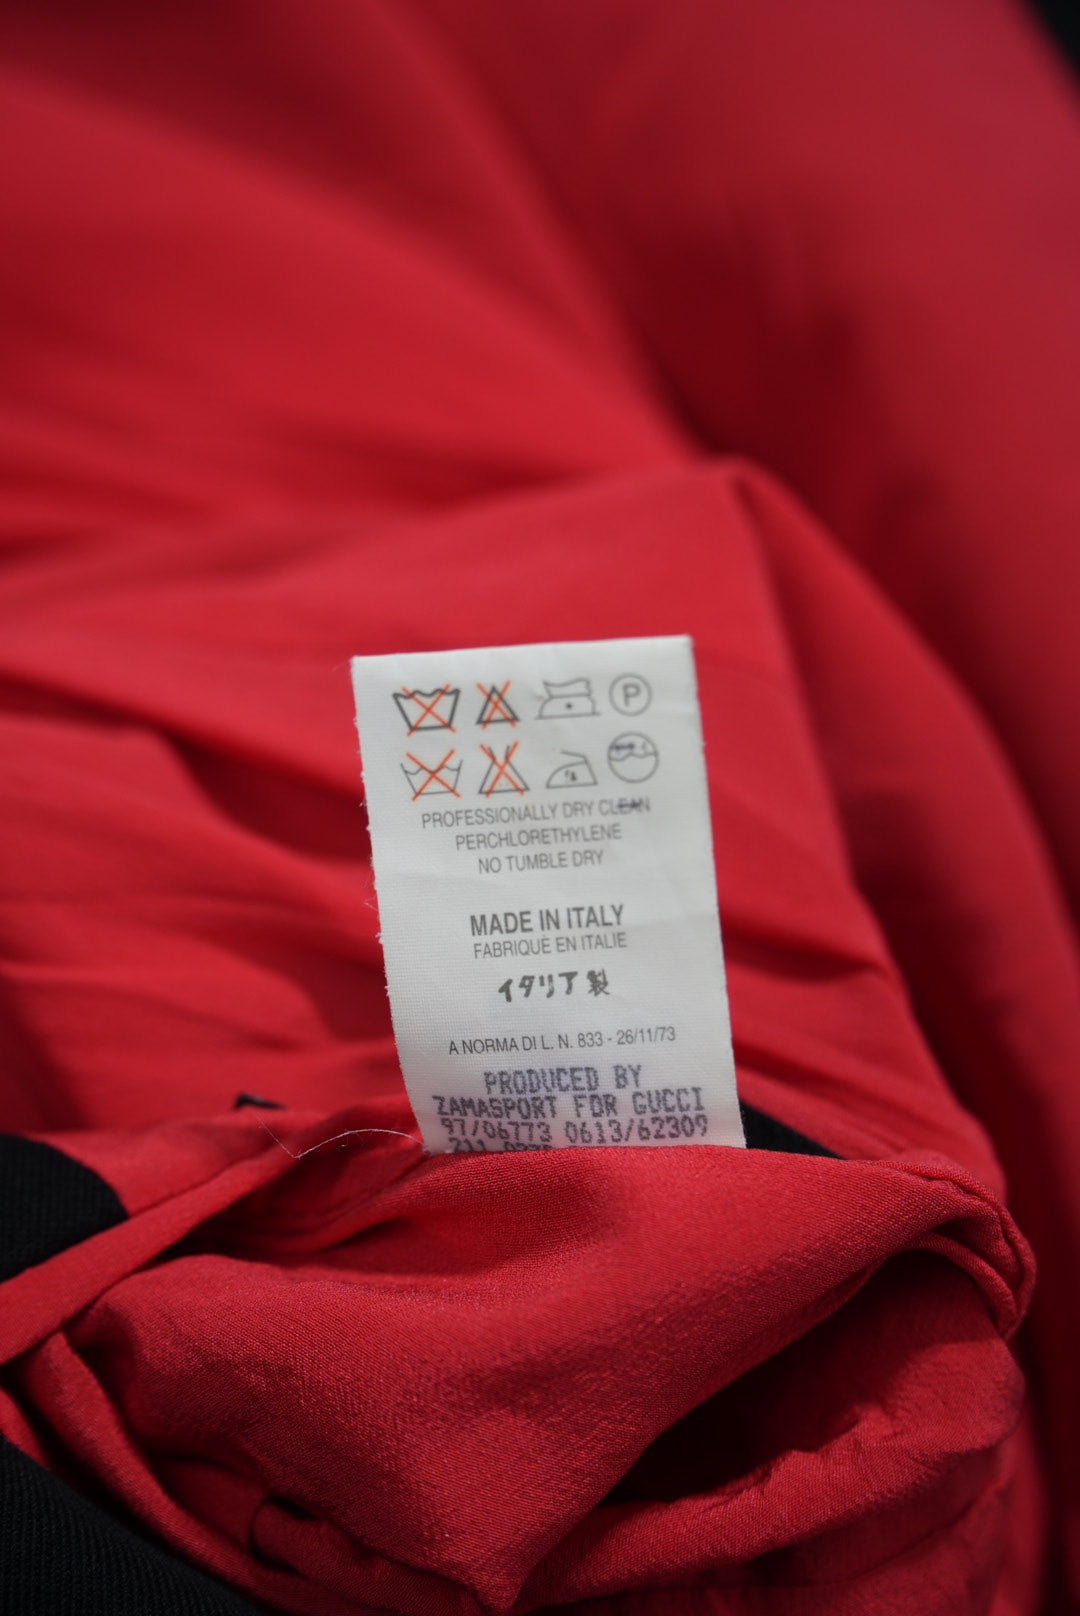 P
PROFESSIONALLY DRY CLEAN
PERCHLORETHYLENE
NO TUMBLE DRY
MADE IN ITALY
FABRIQUÈ EN ITALIE
イタリア製
A NORMA DI L. N. 833 - 26/11/73
PRODUCED BY
ZAMASPORT FOR GUCCI
97/06773 0613/62309